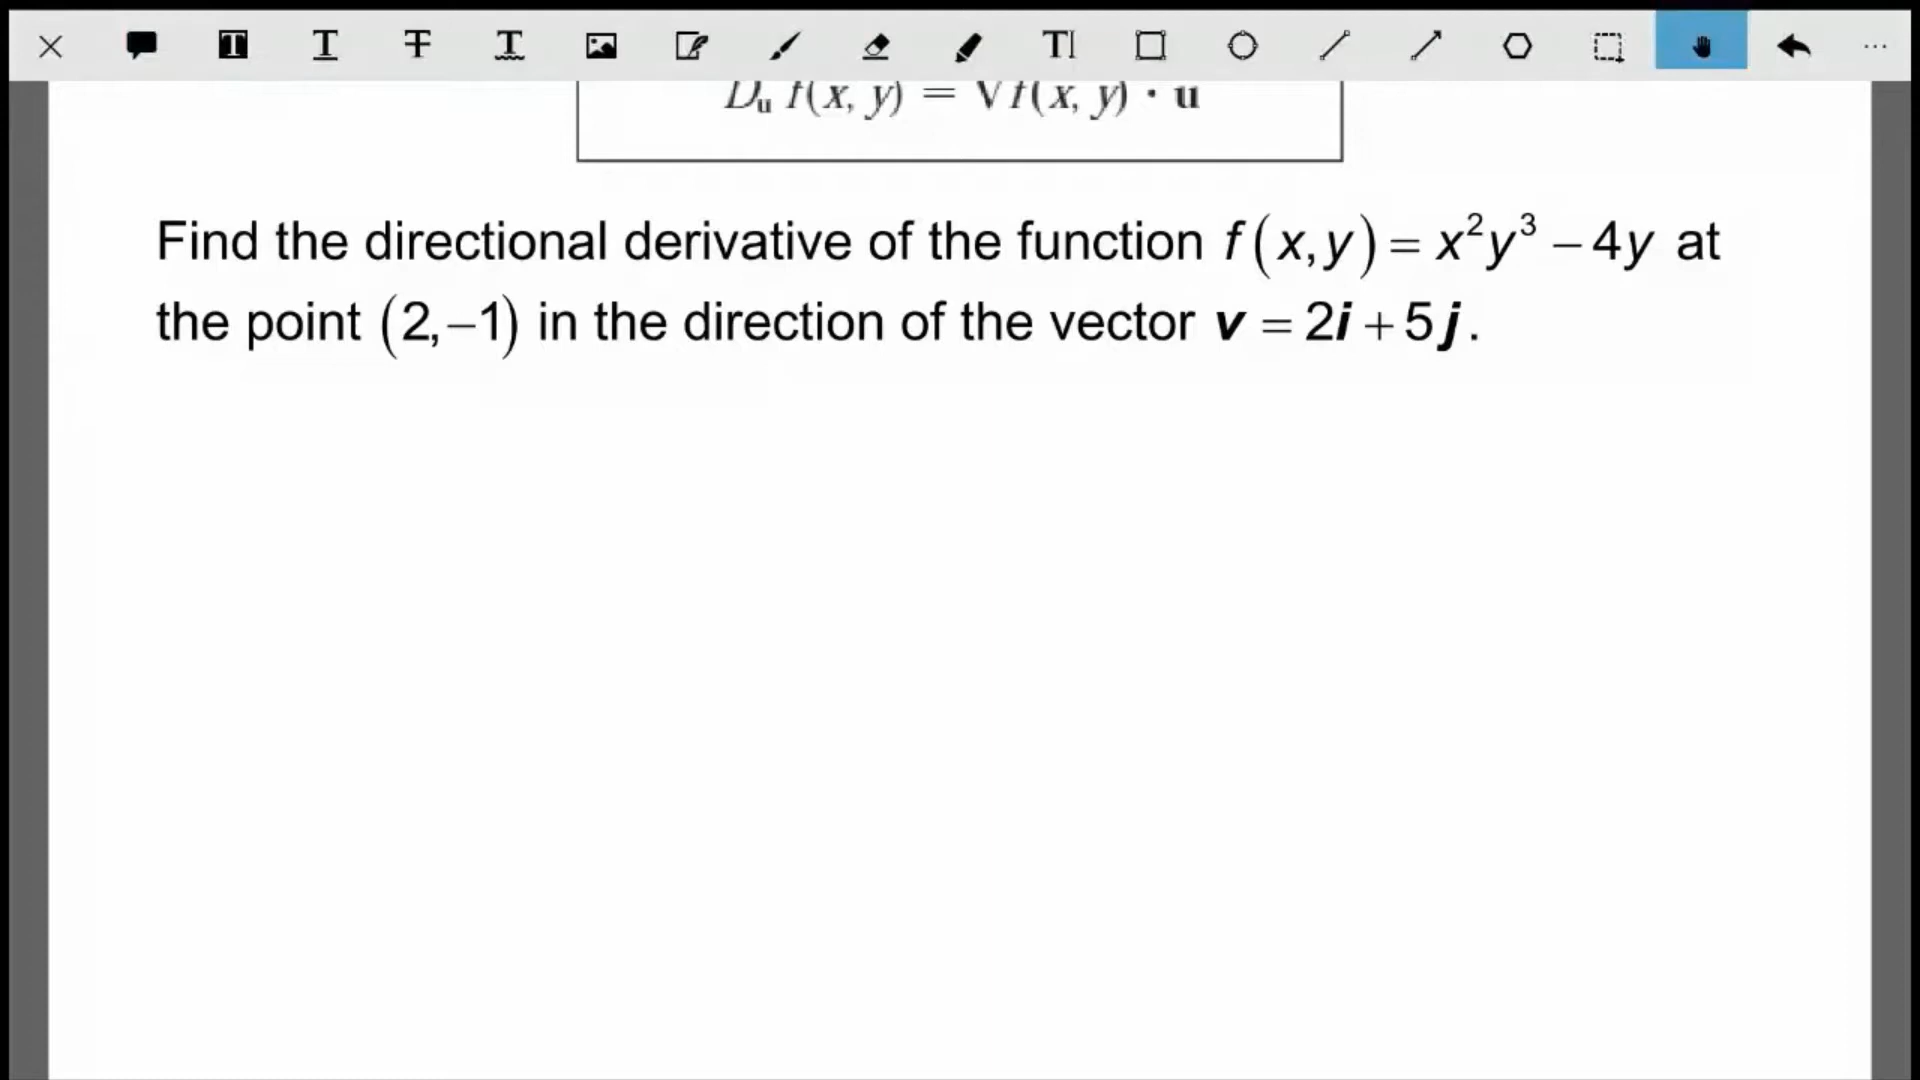 D_u f(x, y) = ∇f(x, y) · u
Find the directional derivative of the function f(x,y) = x²y³ – 4y at
the point (2,–1) in the direction of the vector v = 2i + 5j.